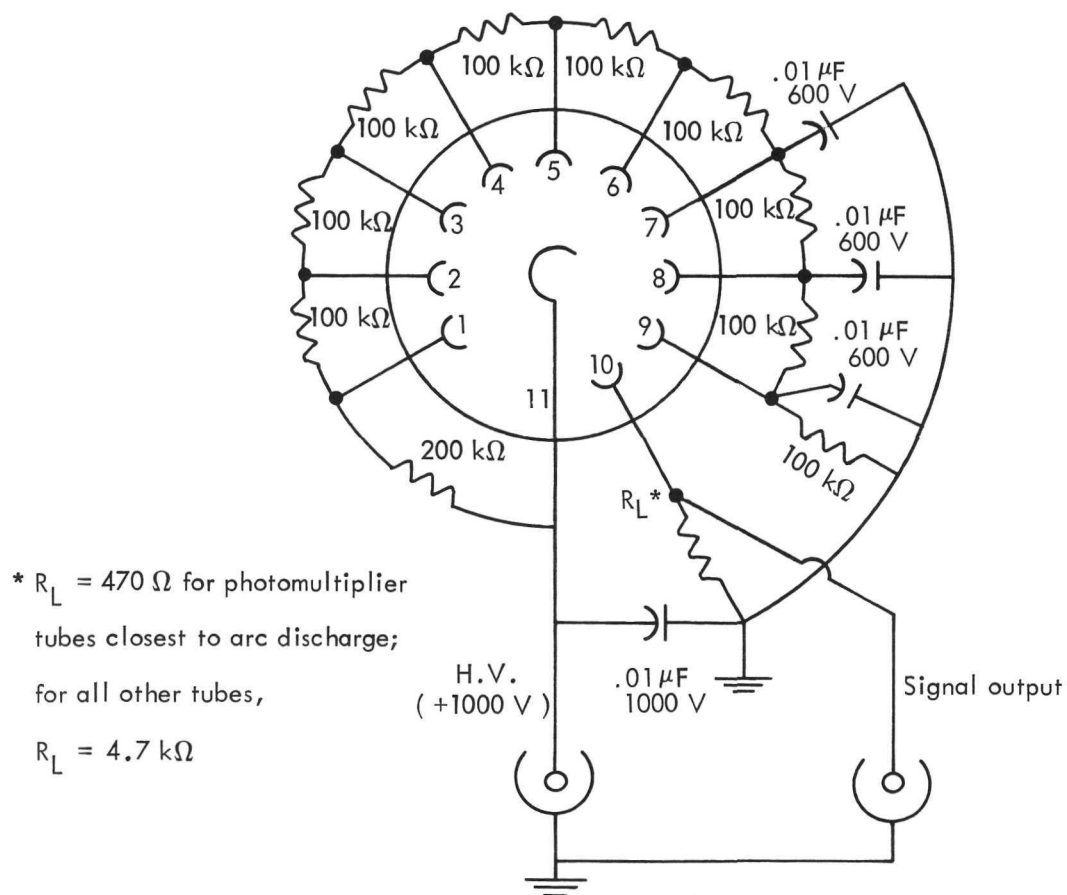 100 kΩ
100 kΩ
.01 μF
600 V
100 kΩ
100 kΩ
4
5
6
3
7
100 kΩ
100 kΩ
.01 μF
600 V
2
8
100 kΩ
1
9
100 kΩ
.01 μF
600 V
10
11
200 kΩ
100 kΩ
R_L*
* R_L = 470 Ω for photomultiplier
tubes closest to arc discharge;
for all other tubes,
R_L = 4.7 kΩ
H.V.
( +1000 V )
.01 μF
1000 V
Signal output